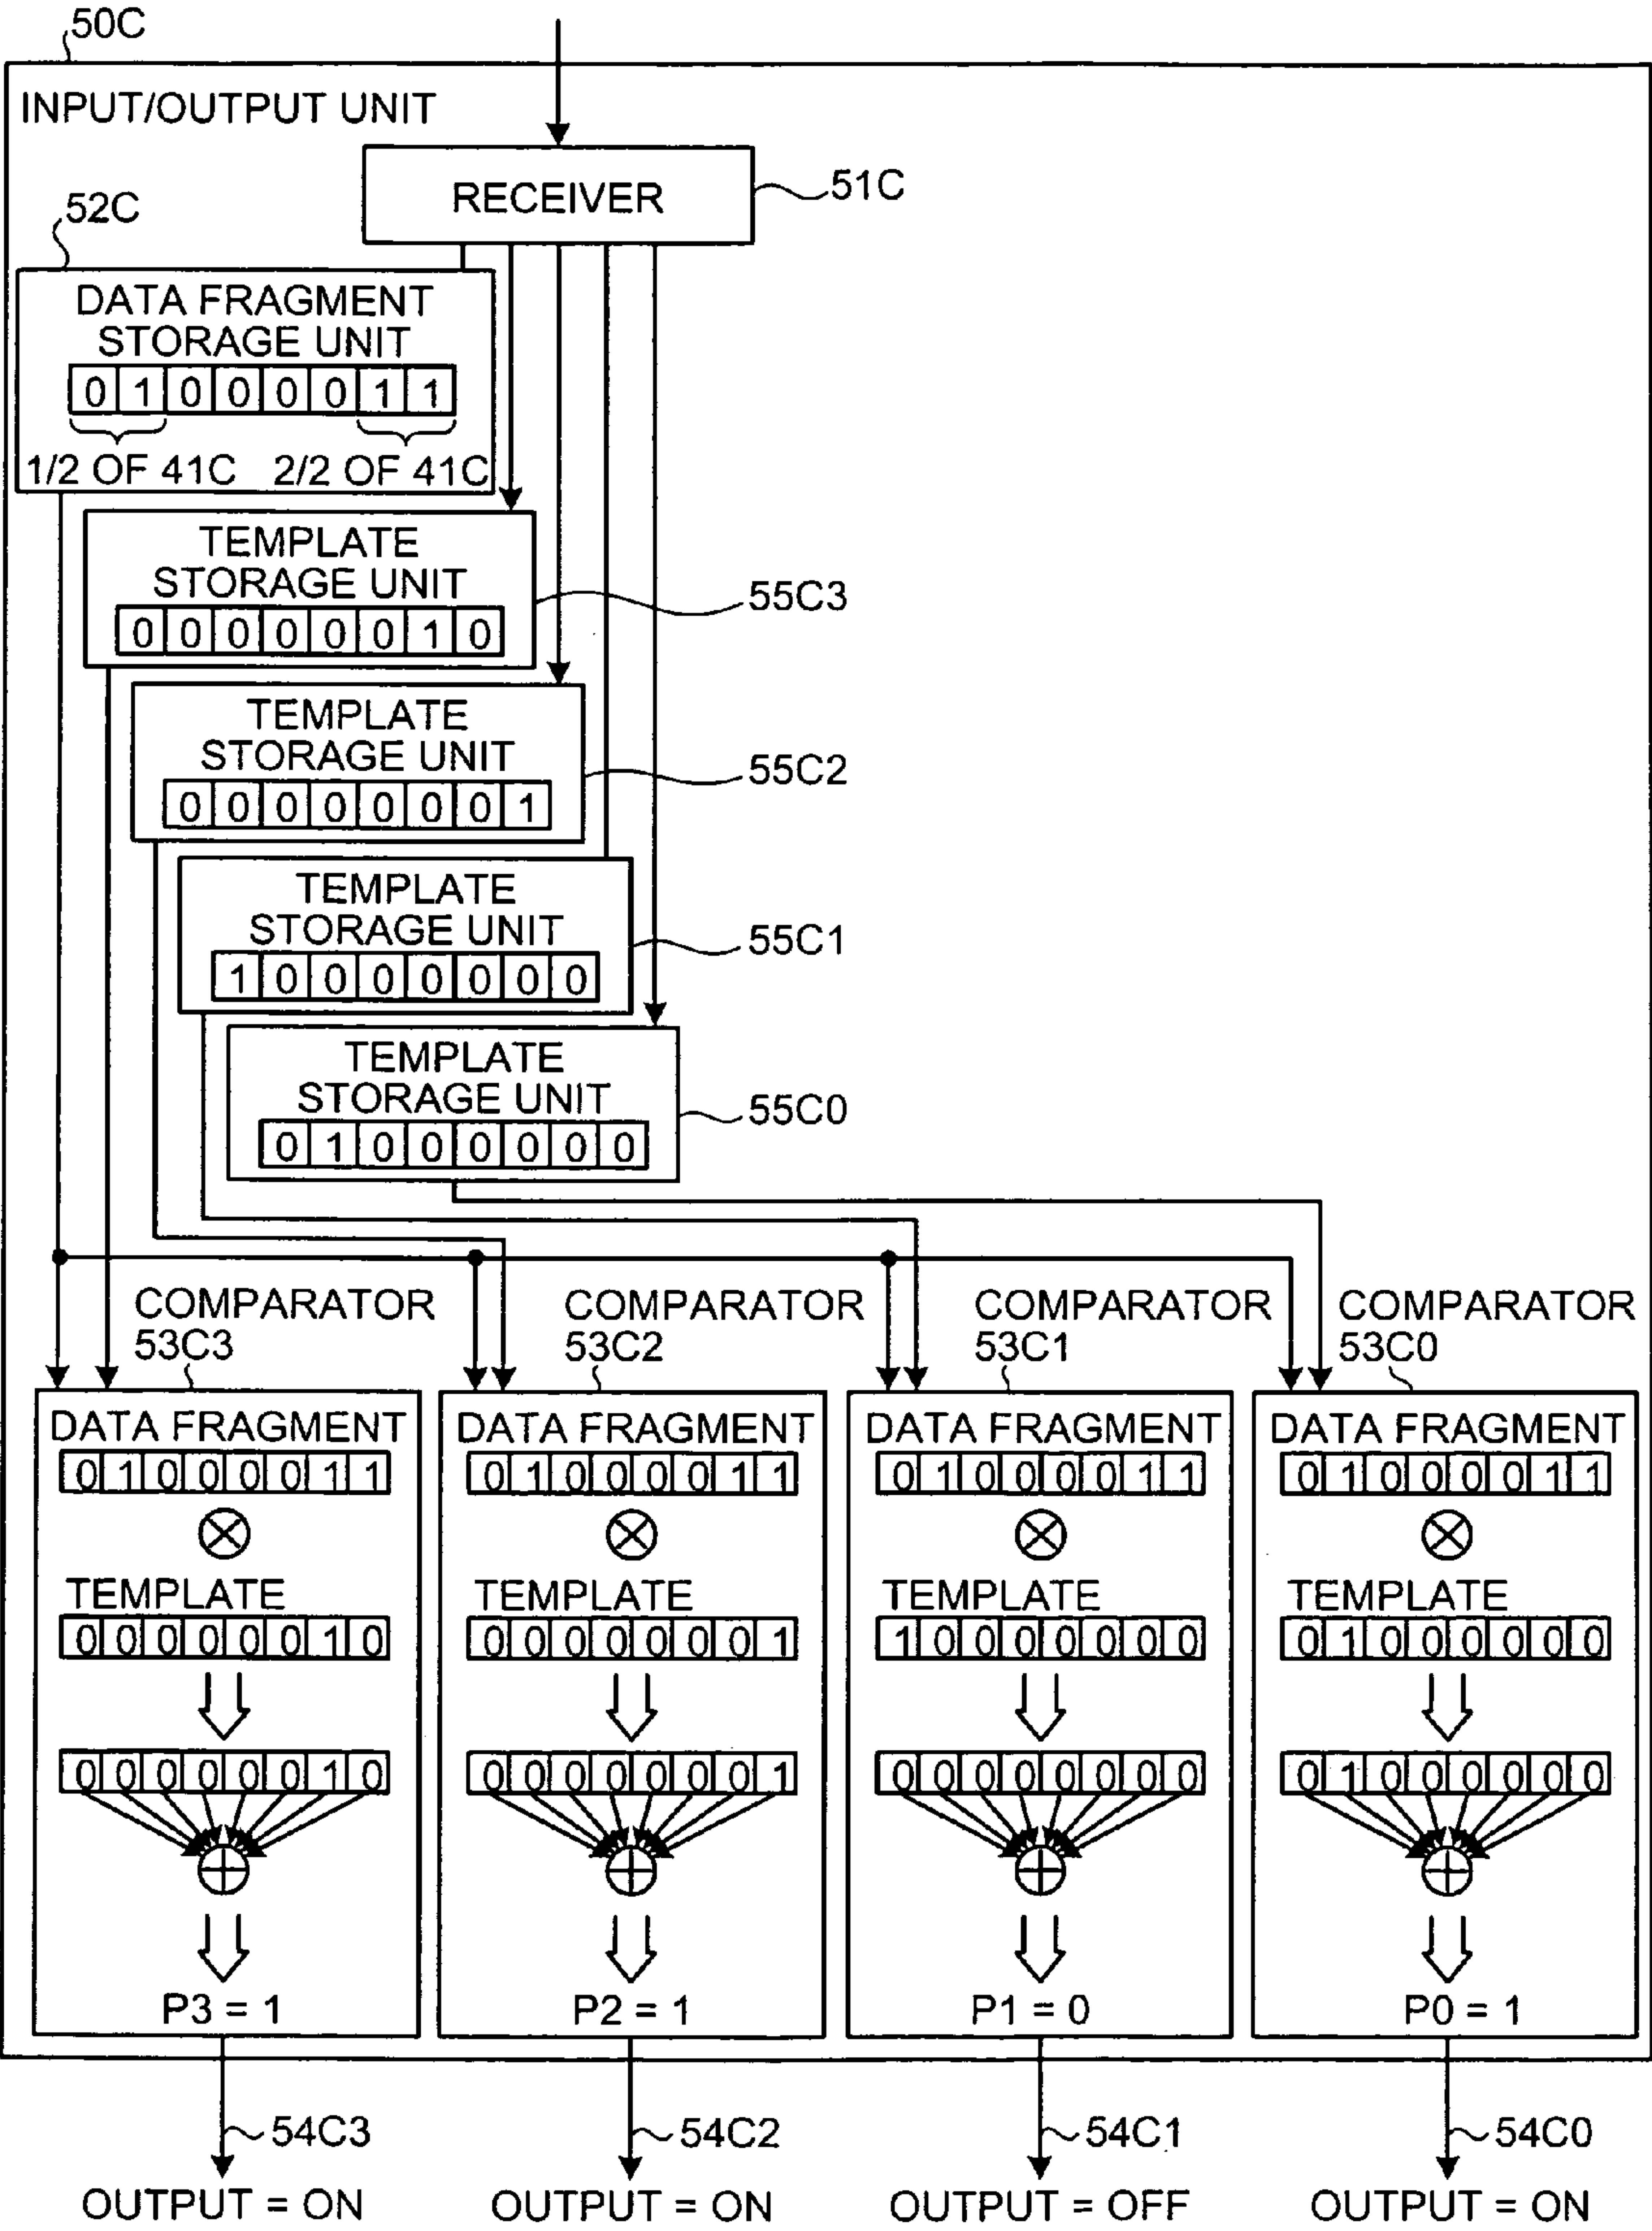 50C
INPUT/OUTPUT UNIT
RECEIVER
51C
52C
DATA FRAGMENT
STORAGE UNIT
0 1 0 0 0 0 1 1
1/2 OF 41C 2/2 OF 41C
TEMPLATE
STORAGE UNIT
0 0 0 0 0 0 1 0
55C3
TEMPLATE
STORAGE UNIT
0 0 0 0 0 0 0 1
55C2
TEMPLATE
STORAGE UNIT
1 0 0 0 0 0 0 0
55C1
TEMPLATE
STORAGE UNIT
0 1 0 0 0 0 0 0
55C0
COMPARATOR
53C3
DATA FRAGMENT
0 1 0 0 0 0 1 1
TEMPLATE
0 0 0 0 0 0 1 0
0 0 0 0 0 0 1 0
P3 = 1
54C3
OUTPUT = ON
COMPARATOR
53C2
DATA FRAGMENT
0 1 0 0 0 0 1 1
TEMPLATE
0 0 0 0 0 0 0 1
0 0 0 0 0 0 0 1
P2 = 1
54C2
OUTPUT = ON
COMPARATOR
53C1
DATA FRAGMENT
0 1 0 0 0 0 1 1
TEMPLATE
1 0 0 0 0 0 0 0
0 0 0 0 0 0 0 0
P1 = 0
54C1
OUTPUT = OFF
COMPARATOR
53C0
DATA FRAGMENT
0 1 0 0 0 0 1 1
TEMPLATE
0 1 0 0 0 0 0 0
0 1 0 0 0 0 0 0
P0 = 1
54C0
OUTPUT = ON